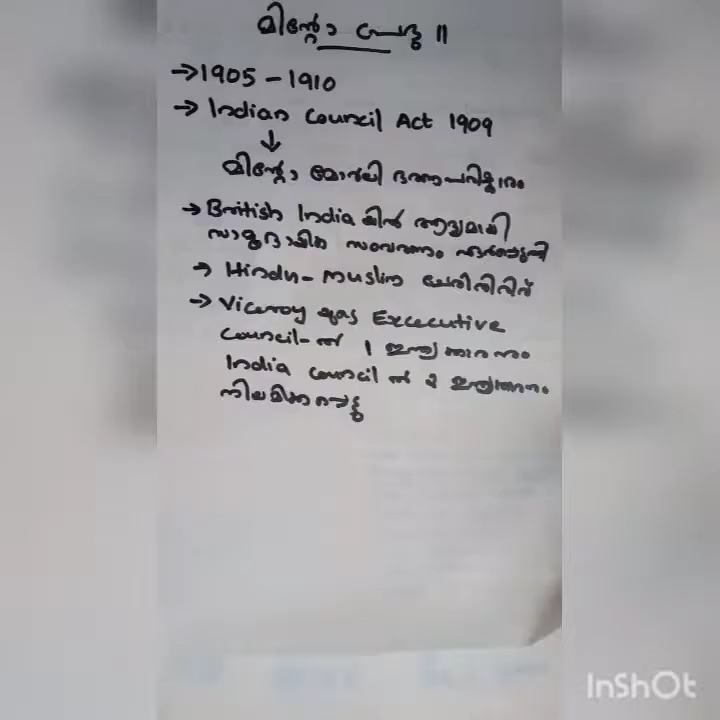 മിന്റോ പ്രഭു II
→ 1905 - 1910
→ Indian Council Act 1909
↓
മിന്റോ മോർലി ഭരണപരിഷ്കാരം
→ British India യിൽ ആദ്യമായി
സാമുദായിക സംവരണം ഏർപ്പെടുത്തി
→ Hindu - muslim ചേരിതിരിവ്
→ Viceroy യുടെ Excecutive
Council-ൽ 1 ഇന്ത്യക്കാരനും
India council ൽ 2 ഇന്ത്യക്കാരും
നിയമിക്കപ്പെട്ടു
InShOt